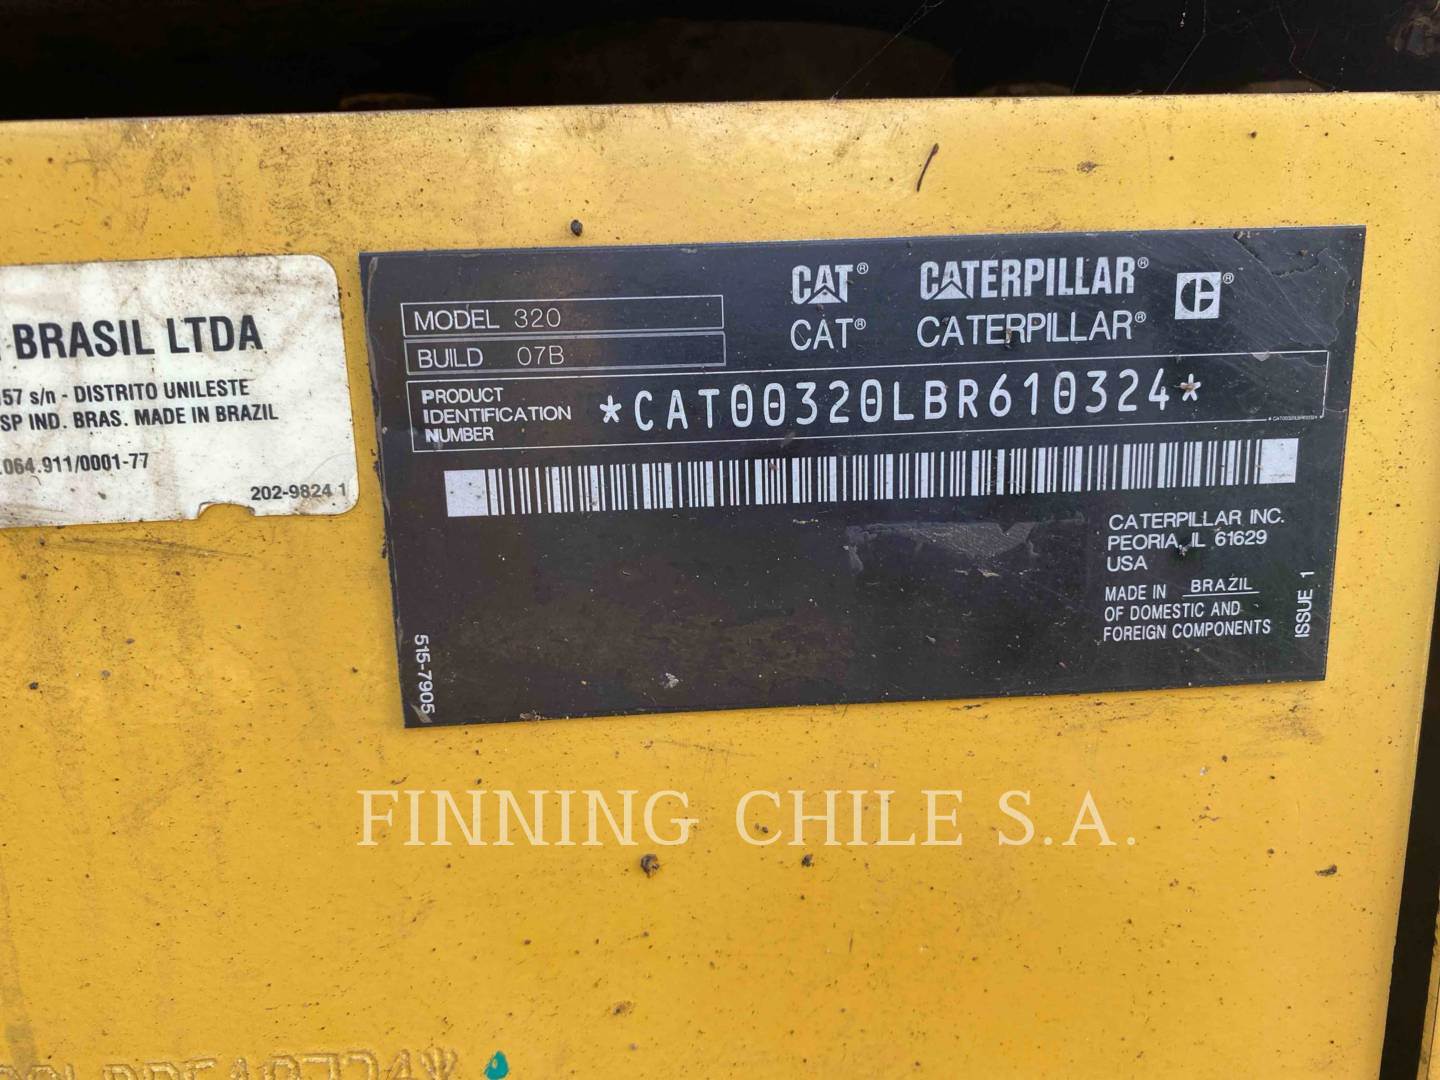 BRASIL LTDA
57 s/n - DISTRITO UNILESTE
SP IND. BRAS. MADE IN BRAZIL
.064.911/0001-77
202-9824 1
MODEL 320
BUILD 07B
CAT® CATERPILLAR® ®
CAT® CATERPILLAR®
PRODUCT
IDENTIFICATION
NUMBER
*CAT00320LBR610324*
*CAT00320LBR610324*
CATERPILLAR INC.
PEORIA, IL 61629
USA
MADE IN BRAZIL
OF DOMESTIC AND
FOREIGN COMPONENTS
ISSUE 1
515-7905
FINNING CHILE S.A.